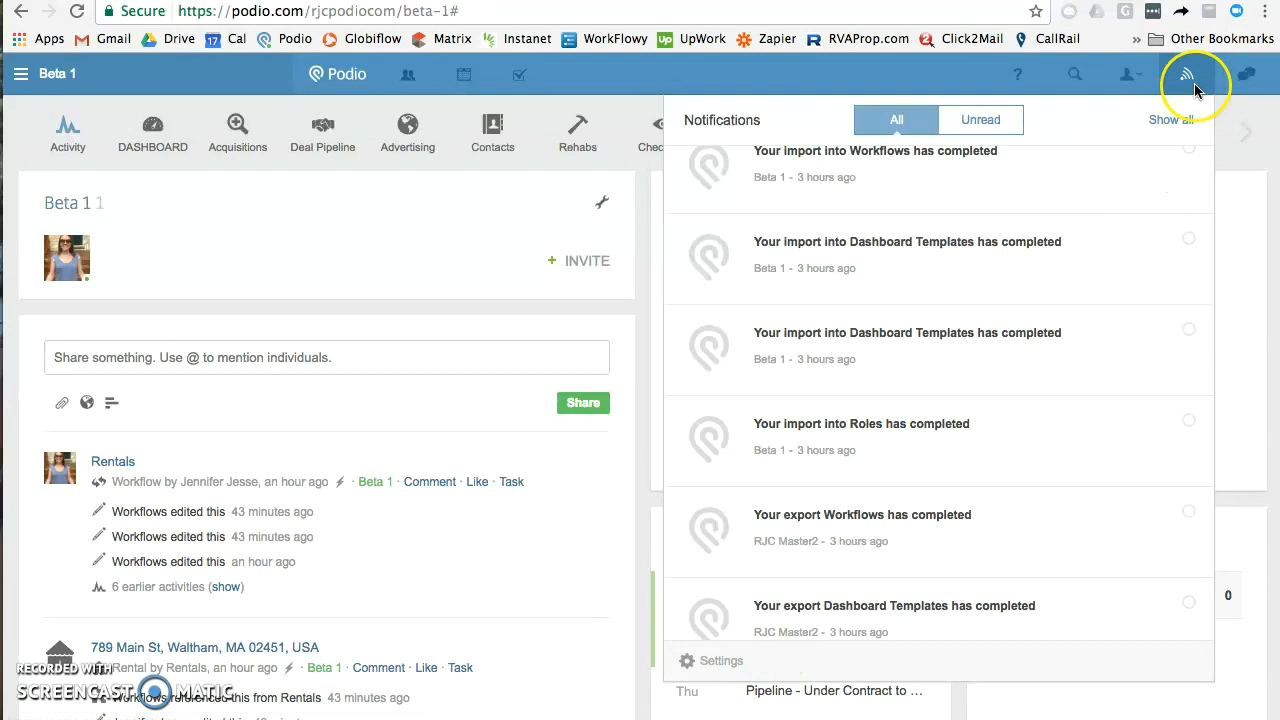 Secure https://podio.com/rjcpodiocom/beta-1#
Apps Gmail Drive 17 Cal Podio Globiflow Matrix Instanet WorkFlowy Up UpWork Zapier R RVAProp.com 2 Click2Mail CallRail » Other Bookmarks
Beta 1 Podio ?
Notifications All Unread Show all
Activity DASHBOARD Acquisitions Deal Pipeline Advertising Contacts Rehabs
Beta 1 1
+ INVITE
Share something. Use @ to mention individuals.
Share
Rentals
Workflow by Jennifer Jesse, an hour ago · Beta 1 · Comment · Like · Task
Workflows edited this 43 minutes ago
Workflows edited this 43 minutes ago
Workflows edited this an hour ago
6 earlier activities (show)
789 Main St, Waltham, MA 02451, USA
Rental by Rentals, an hour ago · Beta 1 · Comment · Like · Task
Workflows referenced this from Rentals 43 minutes ago
RECORDED WITH
SCREENCAST MATIC
Your import into Workflows has completed
Beta 1 - 3 hours ago
Your import into Dashboard Templates has completed
Beta 1 - 3 hours ago
Your import into Dashboard Templates has completed
Beta 1 - 3 hours ago
Your import into Roles has completed
Beta 1 - 3 hours ago
Your export Workflows has completed
RJC Master2 - 3 hours ago
Your export Dashboard Templates has completed
RJC Master2 - 3 hours ago
Settings
0
Thu Pipeline - Under Contract to ...